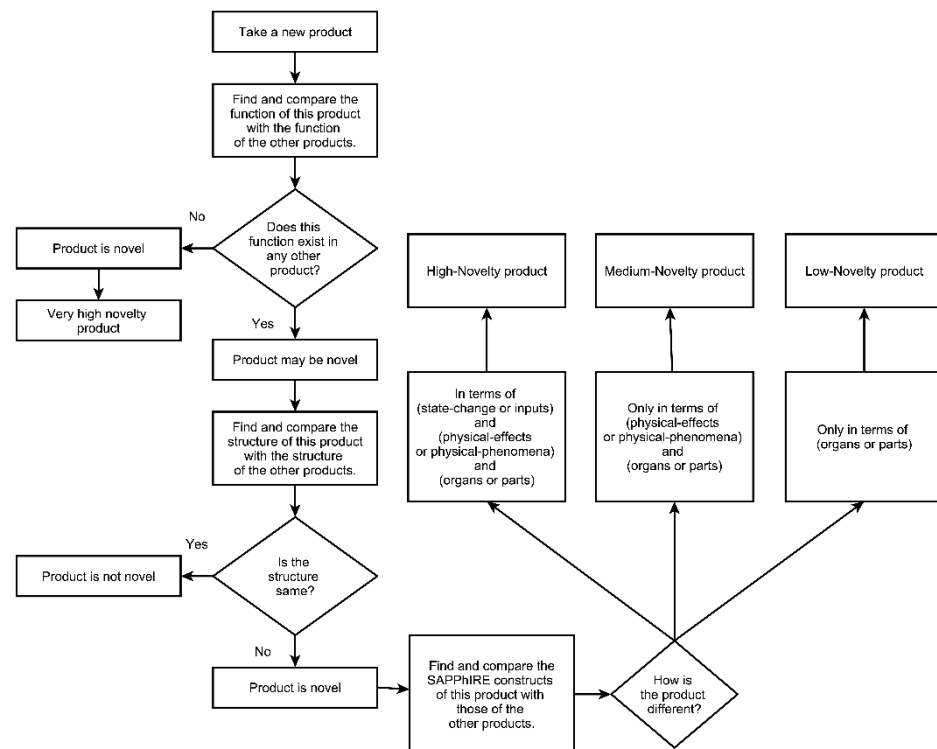 Take a new product
Find and compare the
function of this product
with the function
of the other products.
No
Does this
function exist in
any other
product?
Product is novel
Very high novelty
product
Yes
Product may be novel
Find and compare the
structure of this product
with the structure
of the other products.
Yes
Is the
structure
same?
Product is not novel
No
Product is novel
Find and compare the
SAPPhIRE constructs
of this product with
those of the
other products.
How is
the product
different?
In terms of
(state-change or inputs)
and
(physical-effects
or physical-phenomena)
and
(organs or parts)
Only in terms of
(physical-effects
or physical-phenomena)
and
(organs or parts)
Only in terms of
(organs or parts)
High-Novelty product
Medium-Novelty product
Low-Novelty product